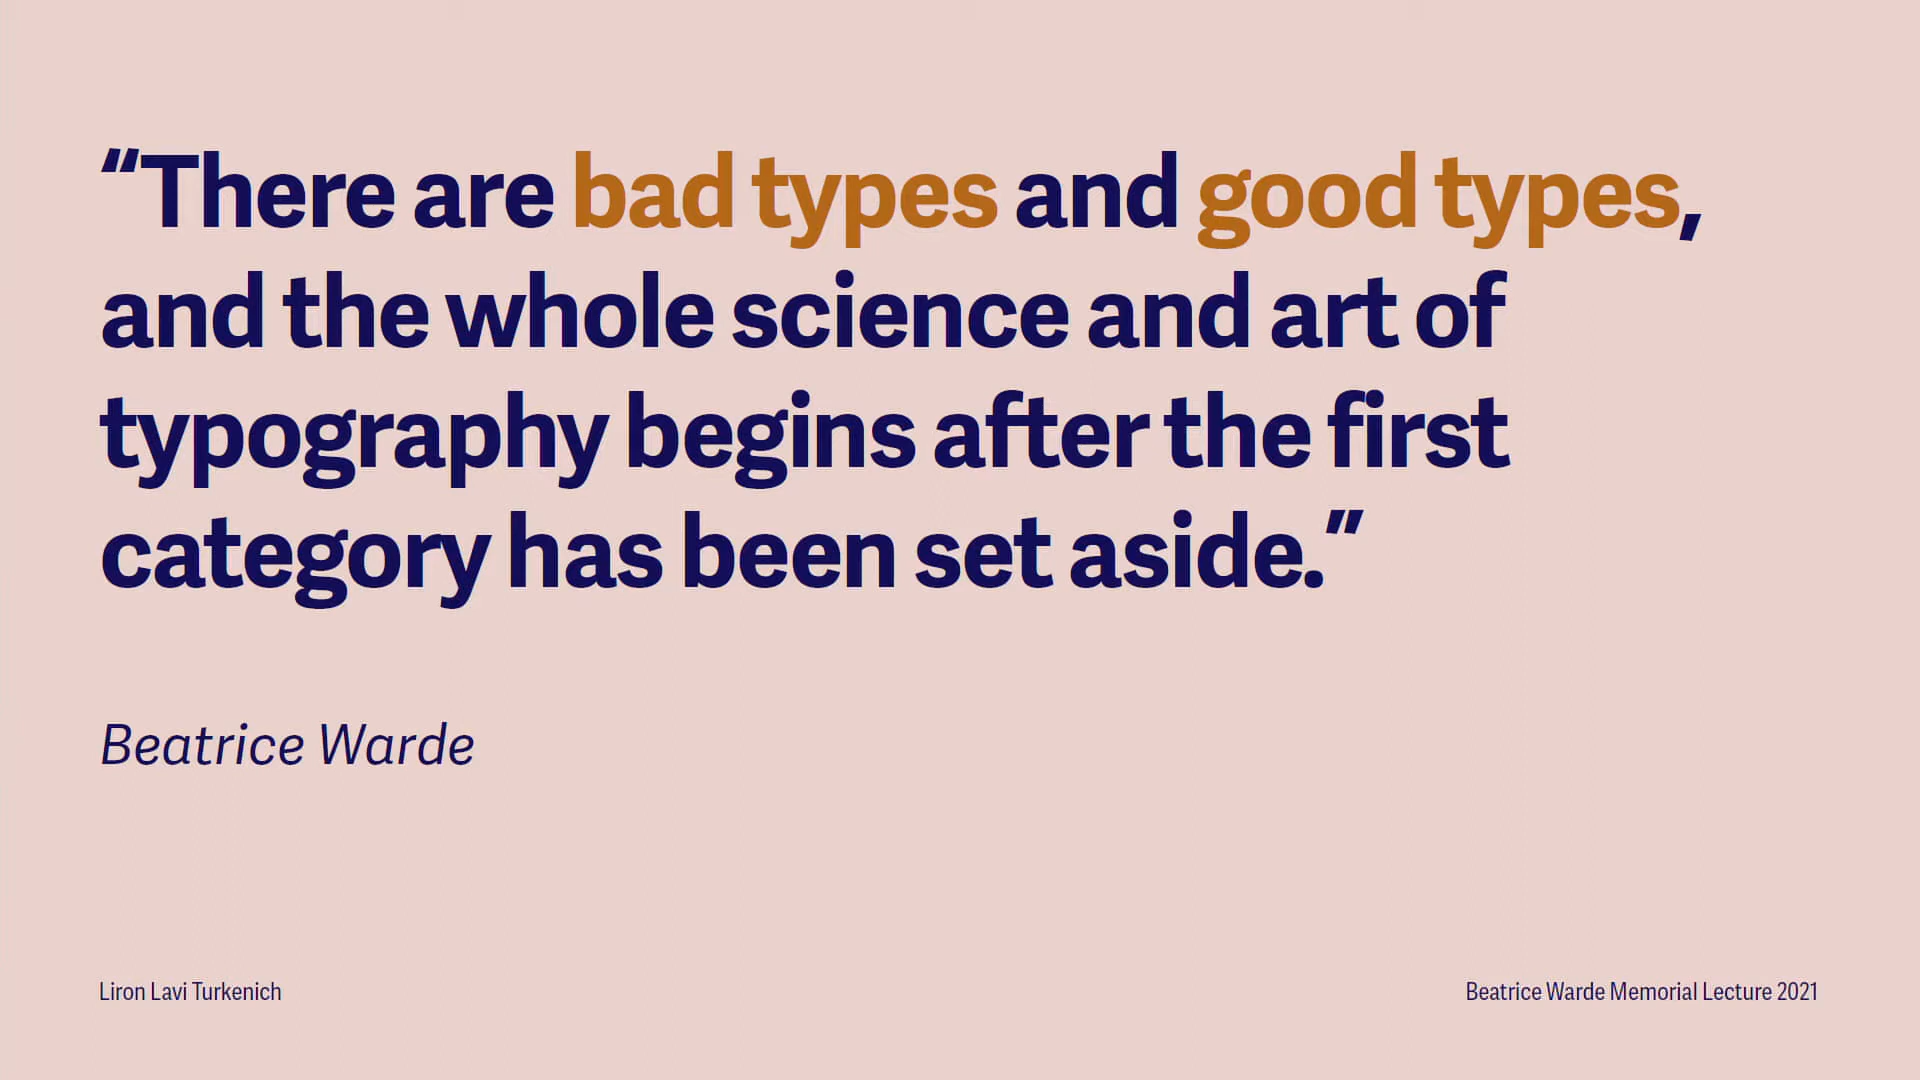 “There are bad types and good types,
and the whole science and art of
typography begins after the first
category has been set aside.”
Beatrice Warde
Liron Lavi Turkenich
Beatrice Warde Memorial Lecture 2021